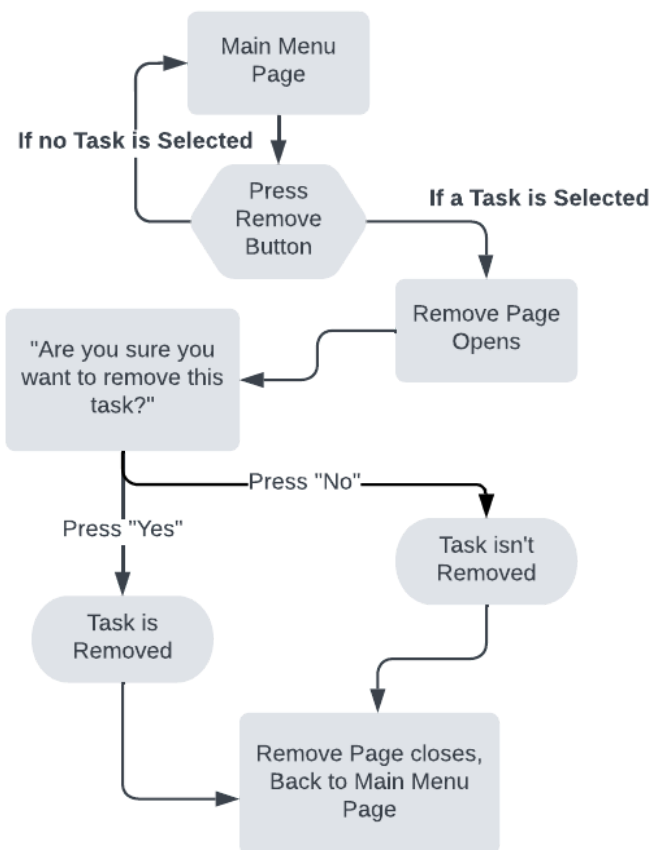 Main Menu
Page
If no Task is Selected
Press
Remove
Button
If a Task is Selected
Remove Page
Opens
"Are you sure you
want to remove this
task?"
Press "No"
Press "Yes"
Task isn't
Removed
Task is
Removed
Remove Page closes,
Back to Main Menu
Page